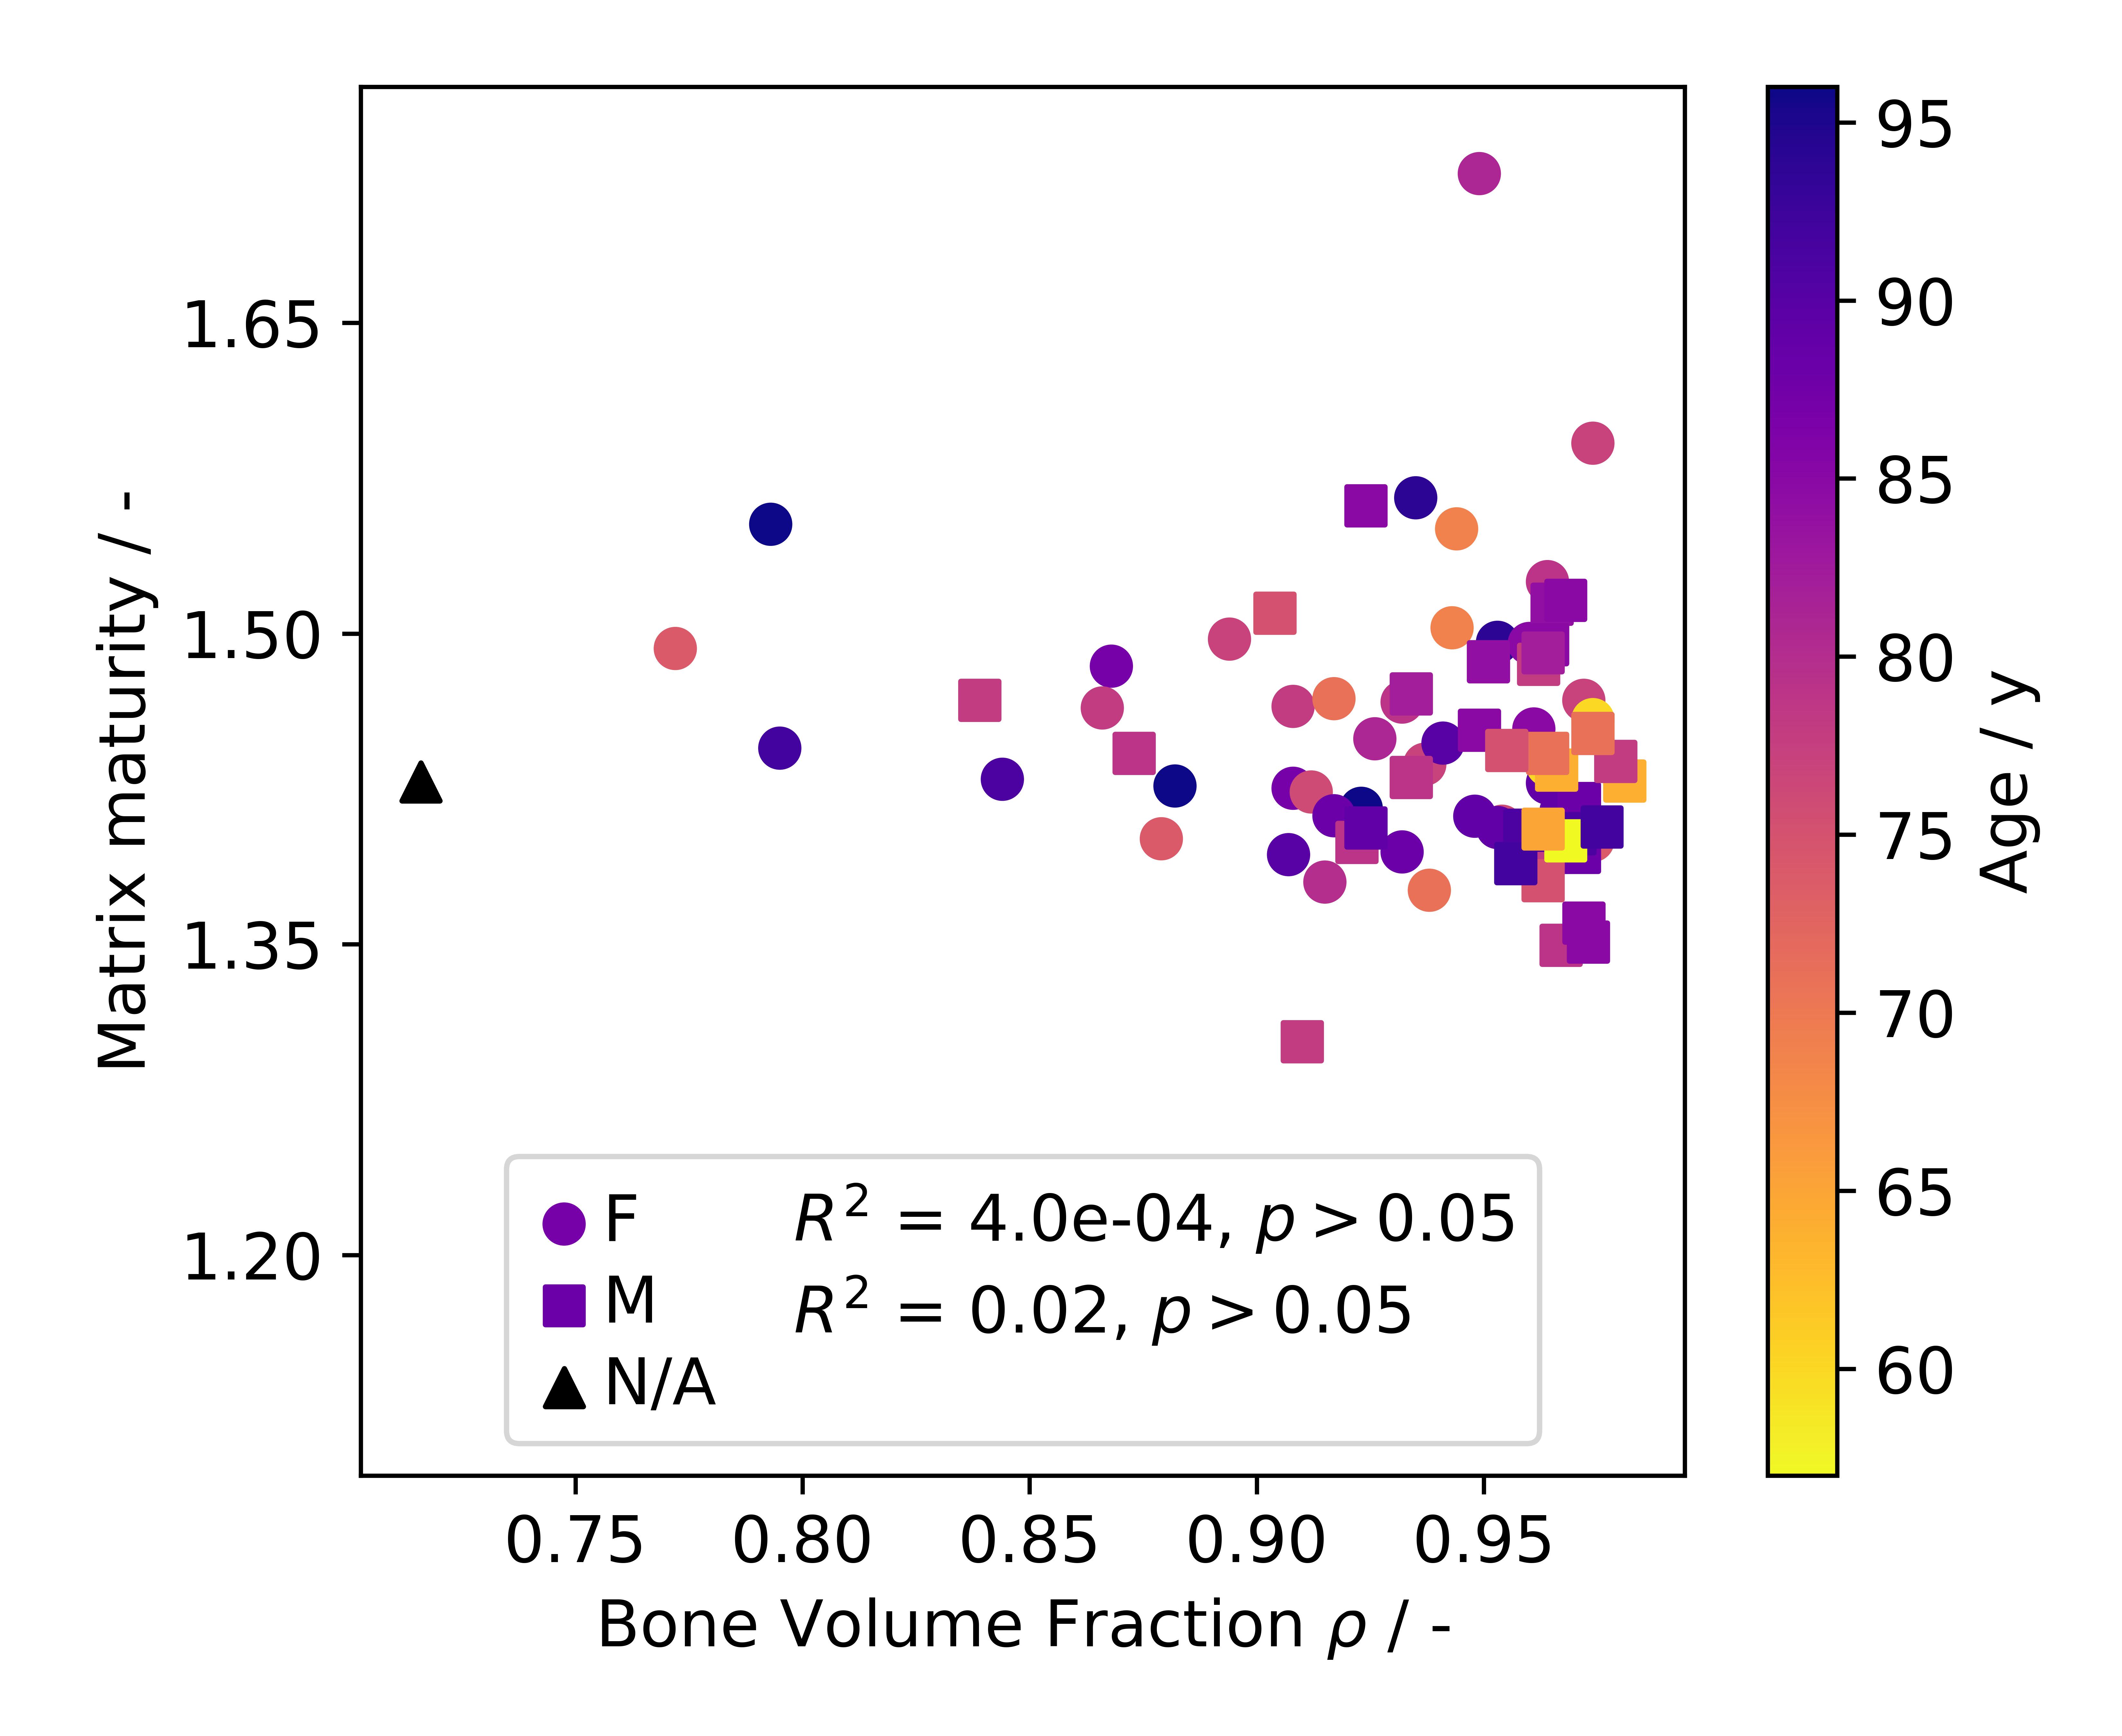 Matrix maturity / -
1.65
1.50
1.35
1.20
F R² = 4.0e-04, p > 0.05
M R² = 0.02, p > 0.05
N/A
0.75 0.80 0.85 0.90 0.95
Bone Volume Fraction ρ / -
95
90
85
80
75
70
65
60
Age / y